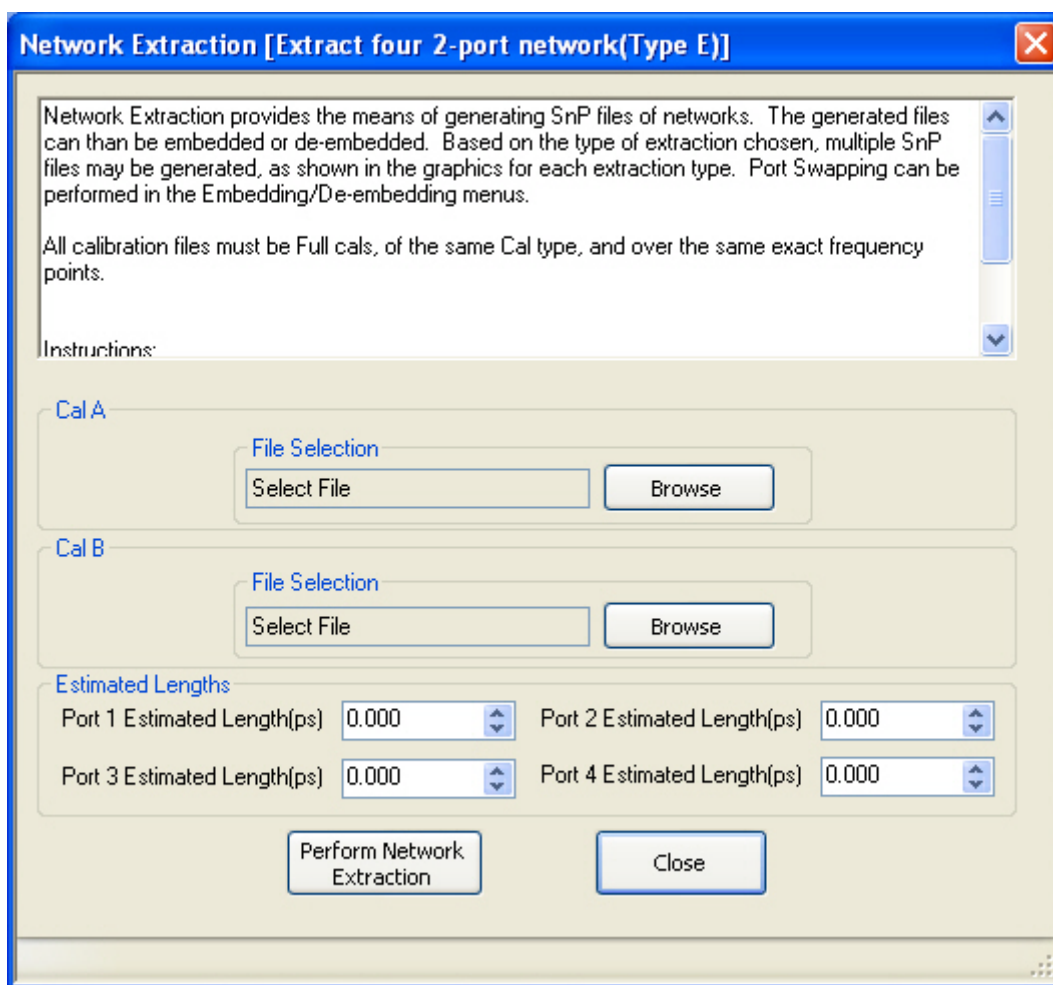 Network Extraction [Extract four 2-port network(Type E)]
Network Extraction provides the means of generating SnP files of networks.  The generated files
can than be embedded or de-embedded.  Based on the type of extraction chosen, multiple SnP
files may be generated, as shown in the graphics for each extraction type.  Port Swapping can be
performed in the Embedding/De-embedding menus.
All calibration files must be Full cals, of the same Cal type, and over the same exact frequency
points.
Instructions:
Cal A
File Selection
Select File
Browse
Cal B
File Selection
Select File
Browse
Estimated Lengths
Port 1 Estimated Length(ps) 0.000 Port 2 Estimated Length(ps) 0.000
Port 3 Estimated Length(ps) 0.000 Port 4 Estimated Length(ps) 0.000
Perform Network
Extraction
Close